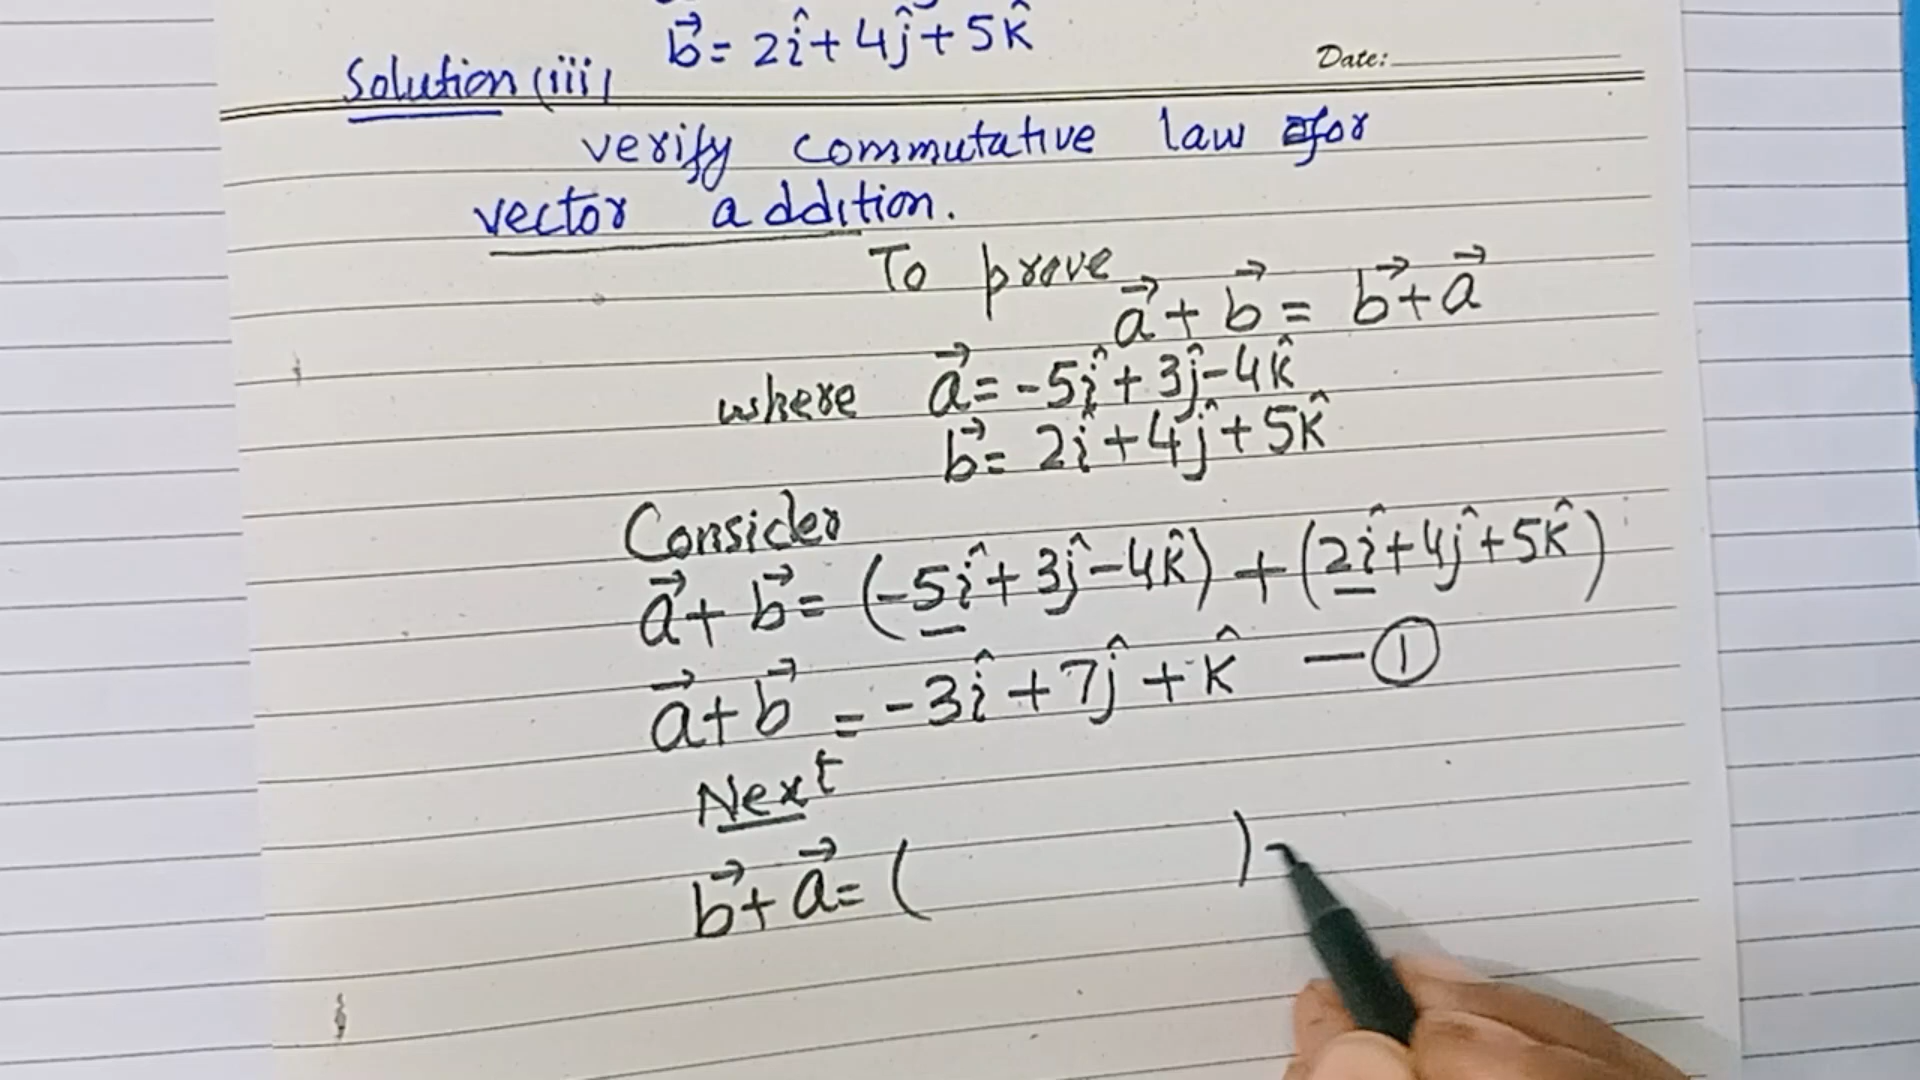 b⃗ = 2î + 4ĵ + 5k̂
Date:
Solution (iii)
verify commutative law for
vector addition.
To prove
a⃗ + b⃗ = b⃗ + a⃗
where a⃗ = -5î + 3ĵ - 4k̂
b⃗ = 2î + 4ĵ + 5k̂
Consider
a⃗ + b⃗ = (-5î + 3ĵ - 4k̂) + (2î + 4ĵ + 5k̂)
a⃗ + b⃗ = -3î + 7ĵ + k̂ — ①
Next
b⃗ + a⃗ = ( ) -